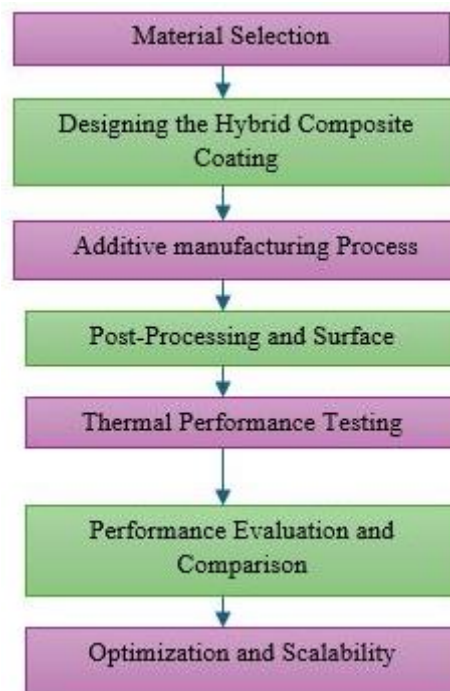 Material Selection
Designing the Hybrid Composite
Coating
Additive manufacturing Process
Post-Processing and Surface
Thermal Performance Testing
Performance Evaluation and
Comparison
Optimization and Scalability